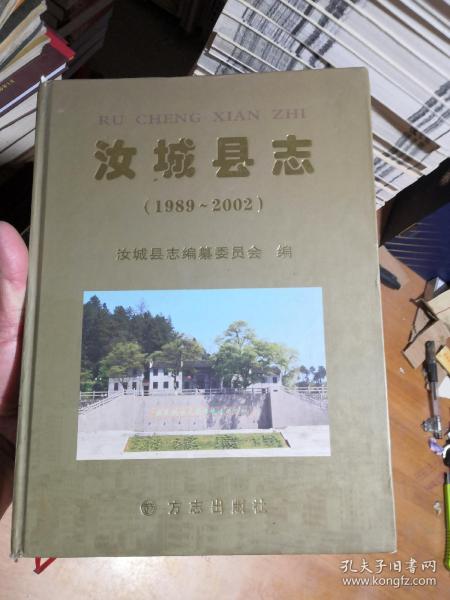 RU CHENG XIAN ZHI
汝城县志
(1989~2002)
汝城县志编纂委员会 编
方志出版社
孔夫子旧书网
www.kongfz.com